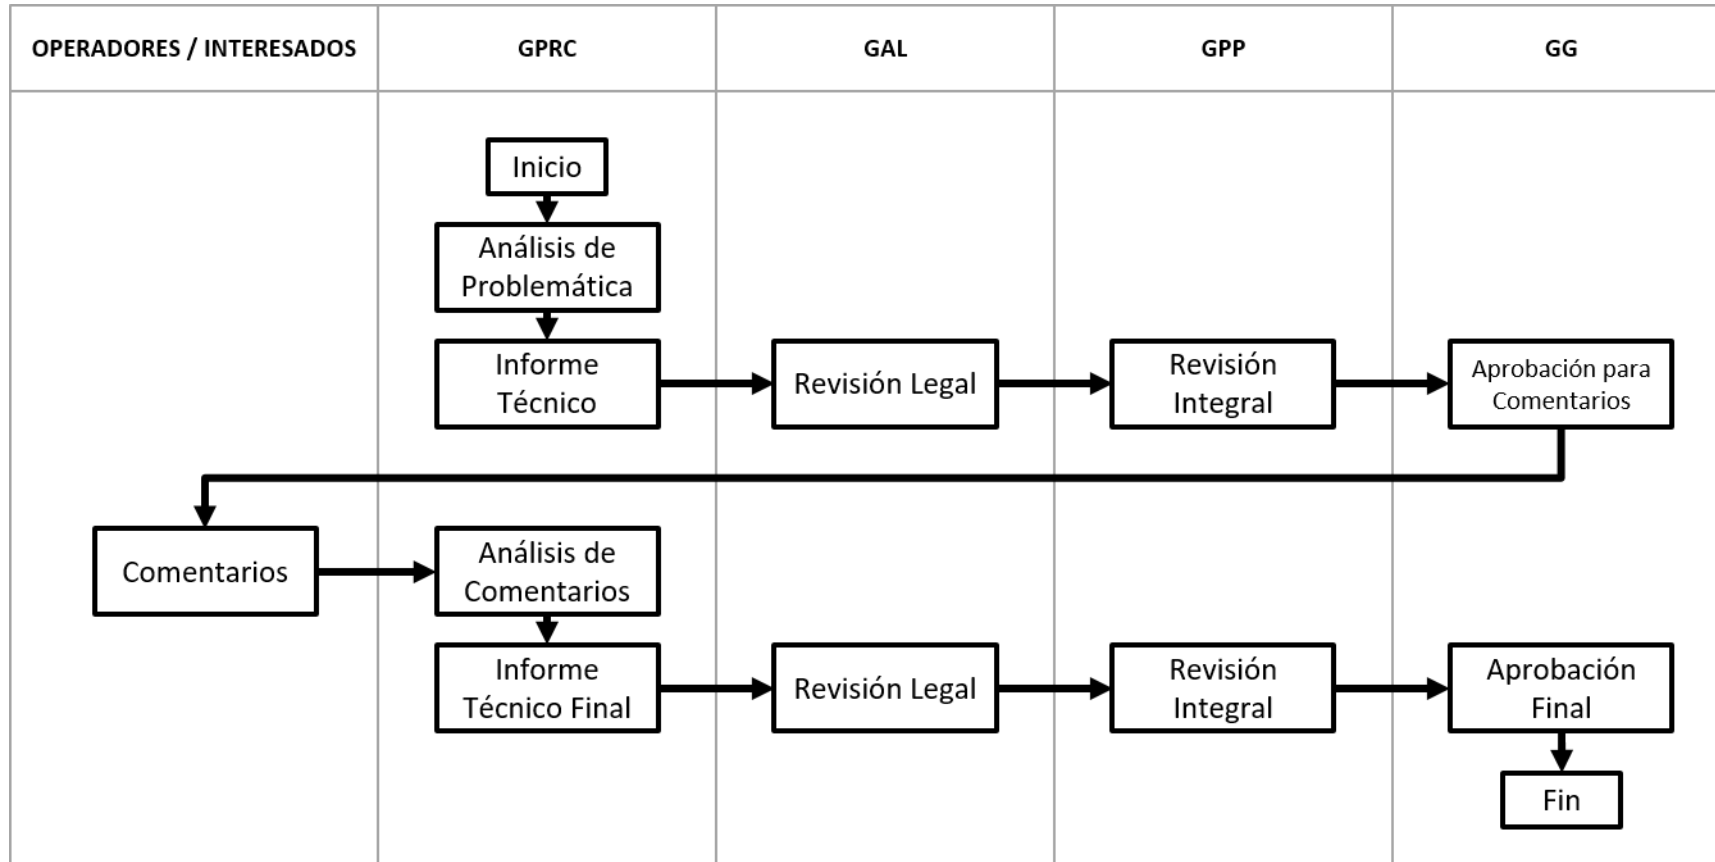 OPERADORES / INTERESADOS
GPRC
GAL
GPP
GG
Inicio
Análisis de
Problemática
Informe
Técnico
Revisión Legal
Revisión
Integral
Aprobación para
Comentarios
Comentarios
Análisis de
Comentarios
Informe
Técnico Final
Revisión Legal
Revisión
Integral
Aprobación
Final
Fin